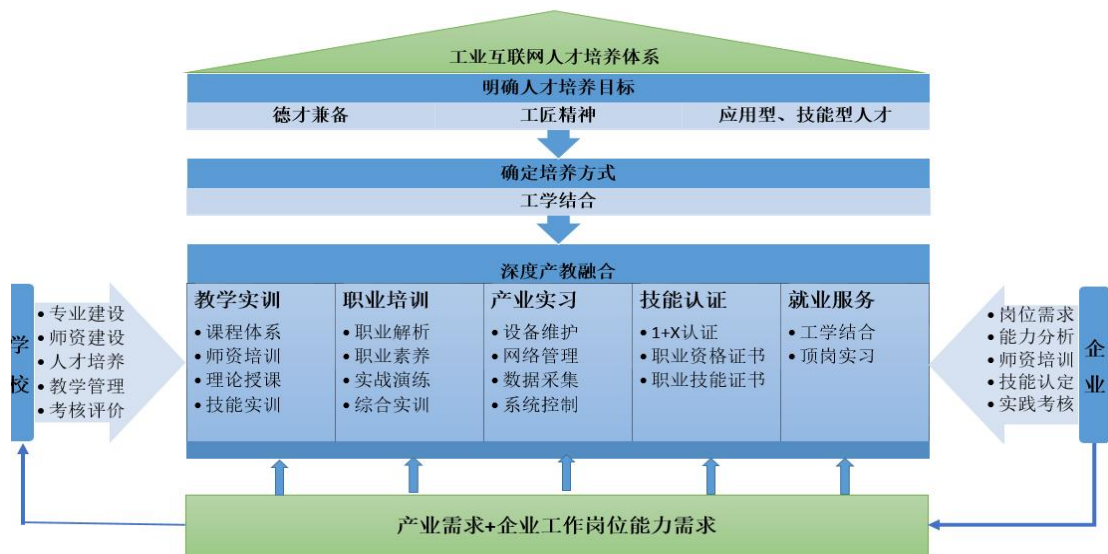 工业互联网人才培养体系
明确人才培养目标
德才兼备
工匠精神
应用型、技能型人才
确定培养方式
工学结合
深度产教融合
学校
• 专业建设
• 师资建设
• 人才培养
• 教学管理
• 考核评价
教学实训
• 课程体系
• 师资培训
• 理论授课
• 技能实训
职业培训
• 职业解析
• 职业素养
• 实战演练
• 综合实训
产业实习
• 设备维护
• 网络管理
• 数据采集
• 系统控制
技能认证
• 1+X认证
• 职业资格证书
• 职业技能证书
就业服务
• 工学结合
• 顶岗实习
• 岗位需求
• 能力分析
• 师资培训
• 技能认定
• 实践考核
企业
产业需求+企业工作岗位能力需求